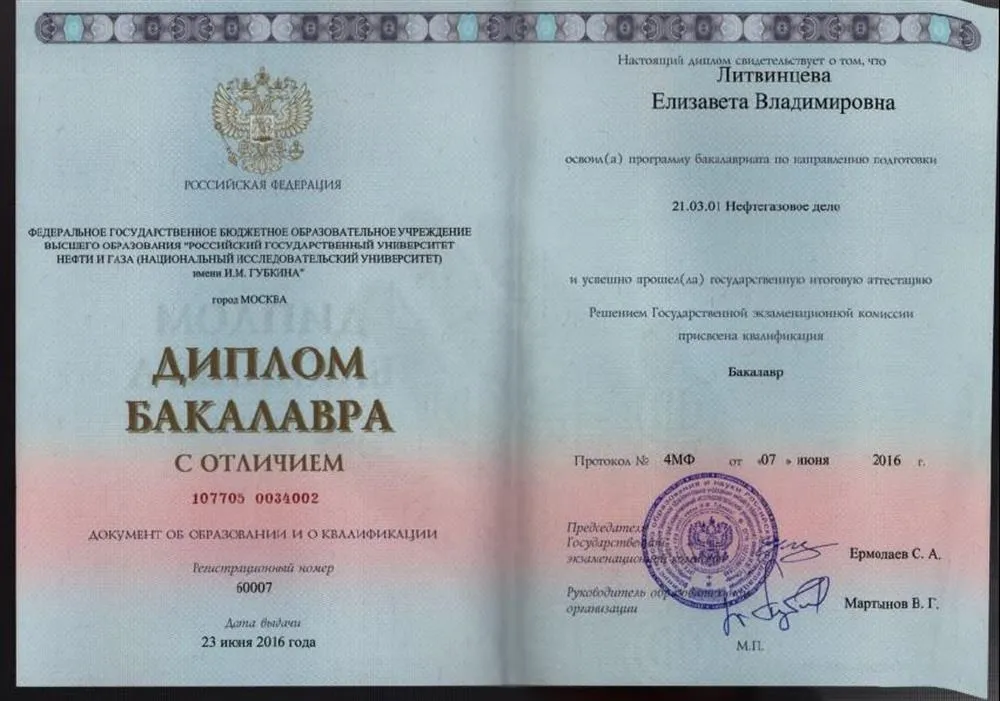 РОССИЙСКАЯ ФЕДЕРАЦИЯ
ФЕДЕРАЛЬНОЕ ГОСУДАРСТВЕННОЕ БЮДЖЕТНОЕ ОБРАЗОВАТЕЛЬНОЕ УЧРЕЖДЕНИЕ
ВЫСШЕГО ОБРАЗОВАНИЯ "РОССИЙСКИЙ ГОСУДАРСТВЕННЫЙ УНИВЕРСИТЕТ
НЕФТИ И ГАЗА (НАЦИОНАЛЬНЫЙ ИССЛЕДОВАТЕЛЬСКИЙ УНИВЕРСИТЕТ)
имени И.М. ГУБКИНА"
город МОСКВА
ДИПЛОМ
БАКАЛАВРА
С ОТЛИЧИЕМ
107705 0034002
ДОКУМЕНТ ОБ ОБРАЗОВАНИИ И О КВАЛИФИКАЦИИ
Регистрационный номер
60007
Дата выдачи
23 июня 2016 года
Настоящий диплом свидетельствует о том, что
Литвинцева
Елизавета Владимировна
освоил(а) программу бакалавриата по направлению подготовки
21.03.01 Нефтегазовое дело
и успешно прошел(ла) государственную итоговую аттестацию
Решением Государственной экзаменационной комиссии
присвоена квалификация
Бакалавр
Протокол № 4МФ от «07 » июня 2016 г.
Председатель
Государственной
экзаменационной комиссии
Ермолаев С. А.
Руководитель образовательной
организации
Мартынов В. Г.
М.П.